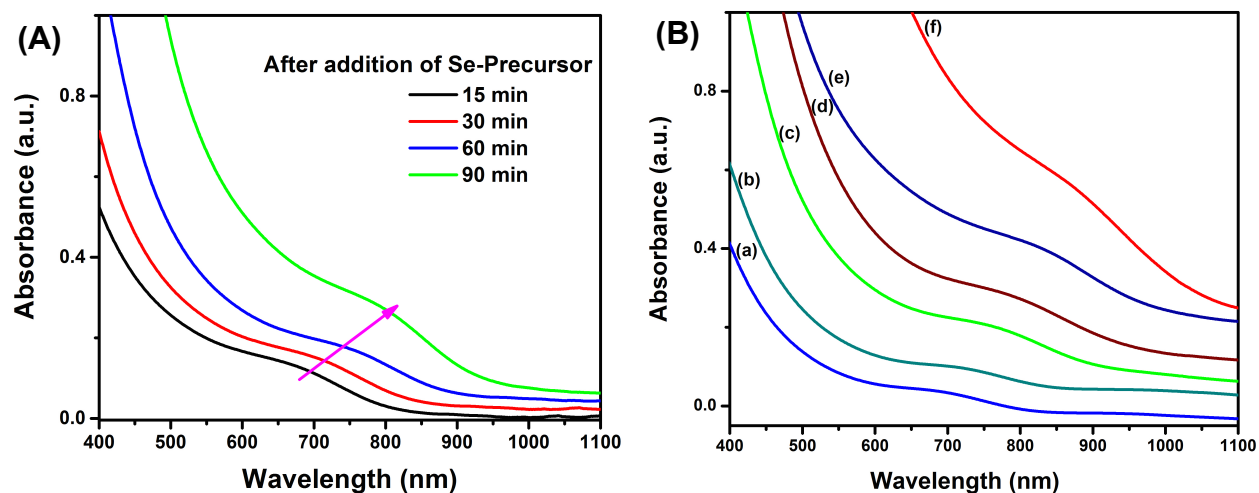 (A)
After addition of Se-Precursor
15 min
30 min
60 min
90 min
0.8
0.4
0.0
Absorbance (a.u.)
400 500 600 700 800 900 1000 1100
Wavelength (nm)
(B)
(f)
(e)
(d)
(c)
(b)
(a)
0.8
0.4
0.0
Absorbance (a.u.)
400 500 600 700 800 900 1000 1100
Wavelength (nm)